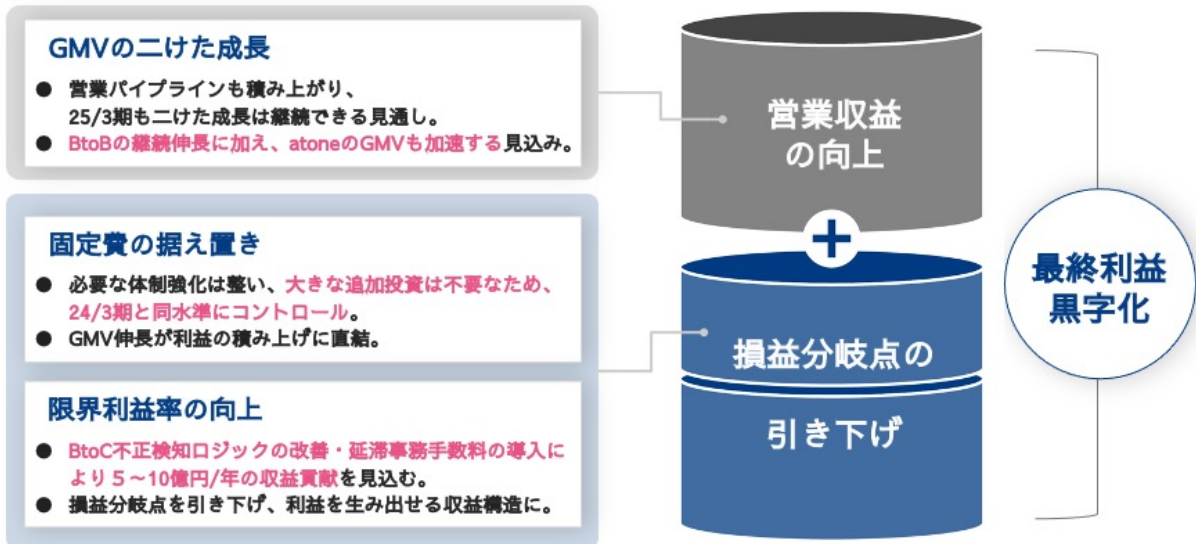 GMVの二けた成長
● 営業パイプラインも積み上がり、
25/3期も二けた成長は継続できる見通し。
● BtoBの継続伸長に加え、atoneのGMVも加速する見込み。
固定費の据え置き
● 必要な体制強化は整い、大きな追加投資は不要なため、
24/3期と同水準にコントロール。
● GMV伸長が利益の積み上げに直結。
限界利益率の向上
● BtoC不正検知ロジックの改善・延滞事務手数料の導入に
より5~10億円/年の収益貢献を見込む。
● 損益分岐点を引き下げ、利益を生み出せる収益構造に。
営業収益
の向上
+
損益分岐点の
引き下げ
最終利益
黒字化